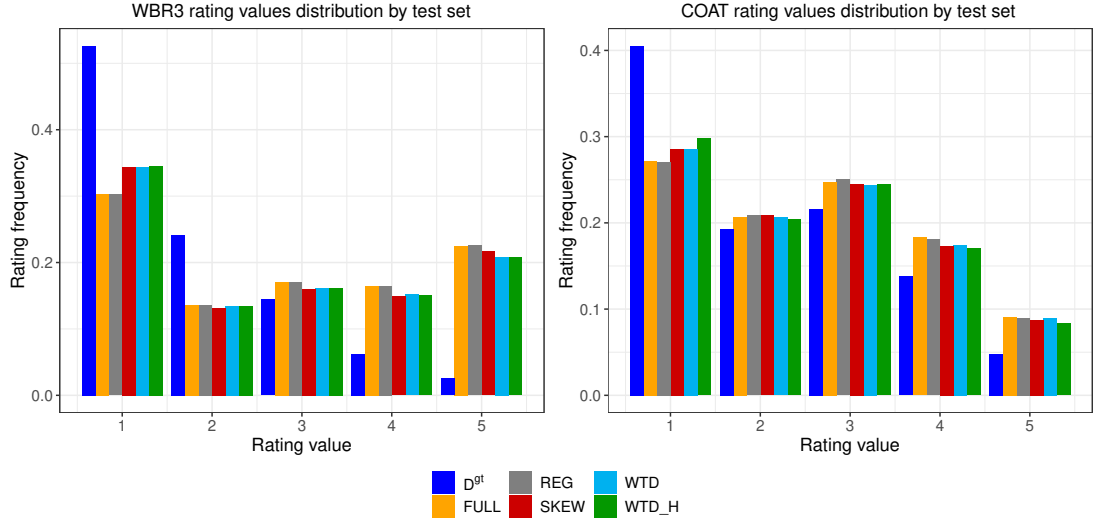 WBR3 rating values distribution by test set
COAT rating values distribution by test set
Rating frequency
0.4
0.2
0.0
1 2 3 4 5
Rating value
Rating frequency
0.4
0.3
0.2
0.1
0.0
1 2 3 4 5
Rating value
D^gt REG WTD
FULL SKEW WTD_H